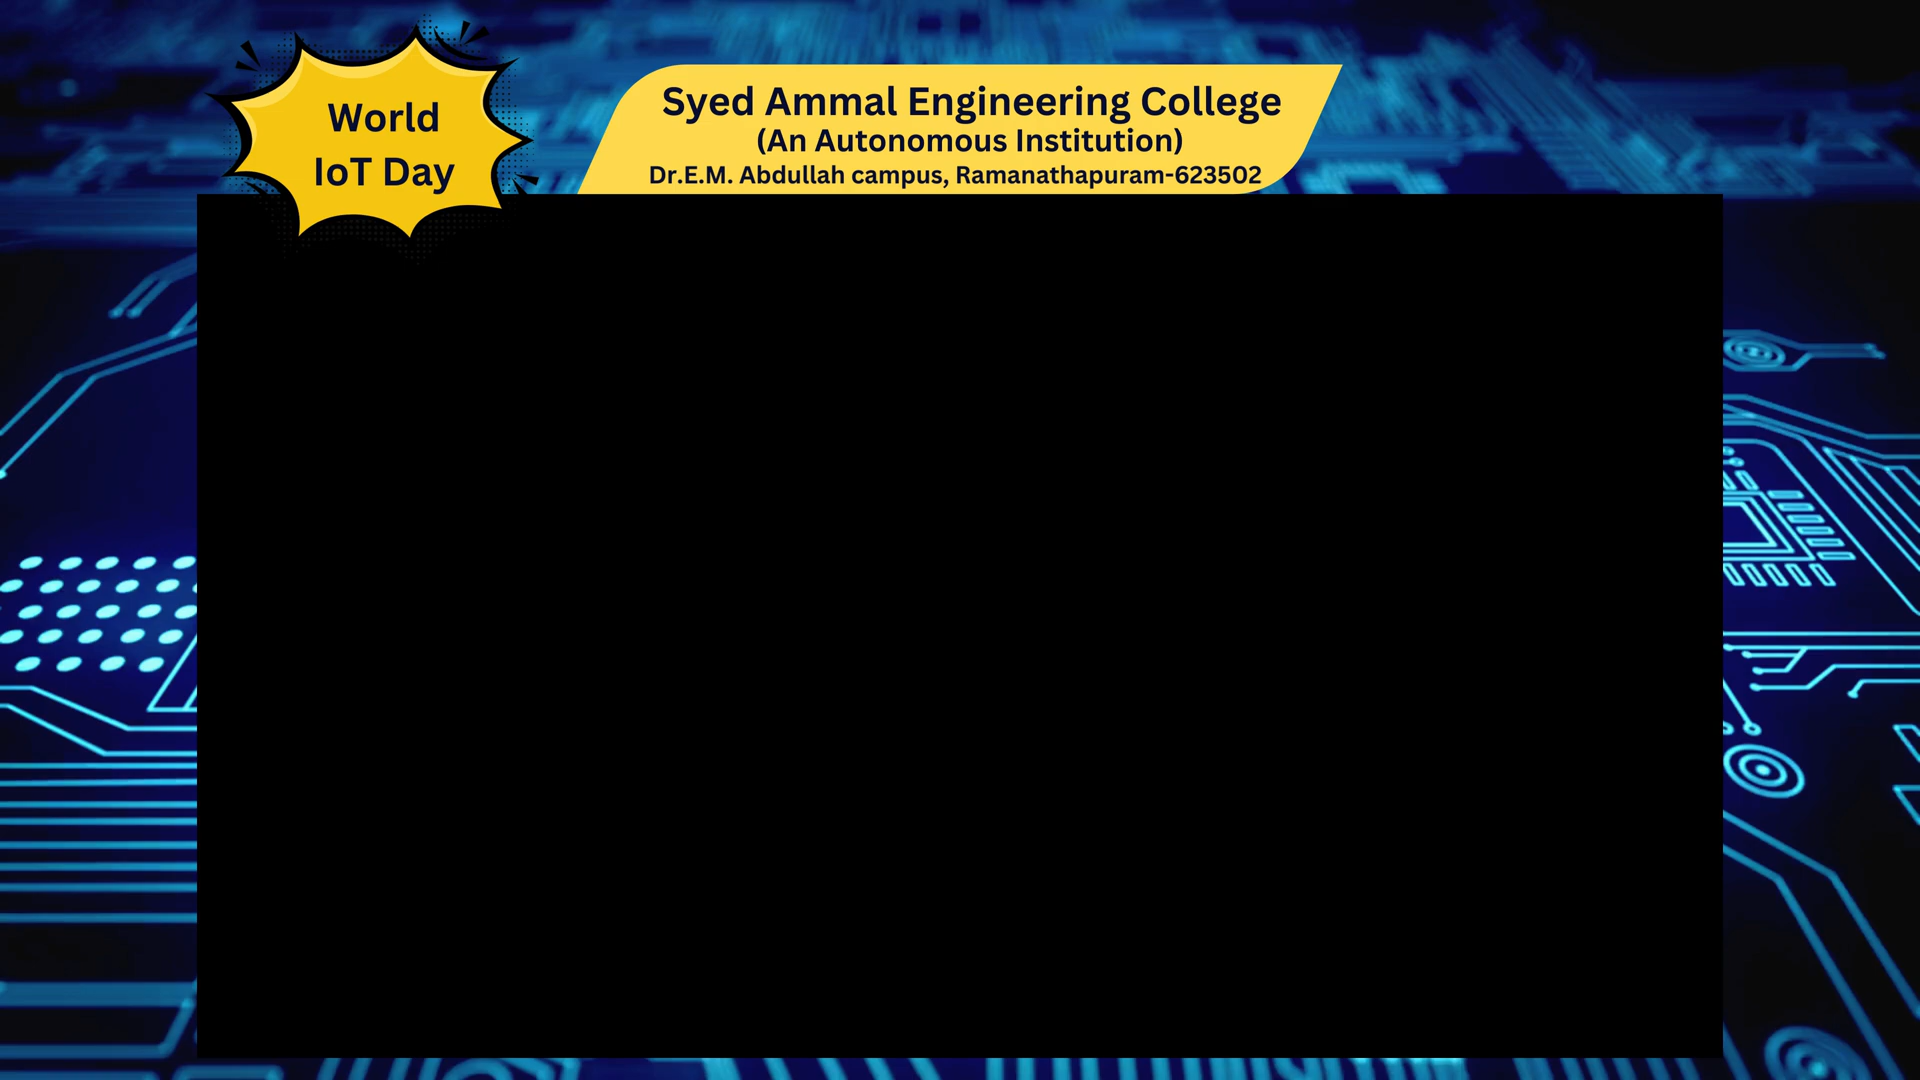 World
IoT Day
Syed Ammal Engineering College
(An Autonomous Institution)
Dr.E.M. Abdullah campus, Ramanathapuram-623502